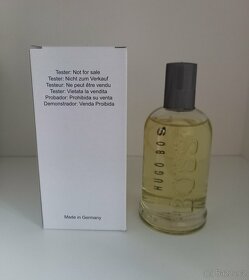 Tester: Not for sale
Tester: Nicht zum Verkauf
Testeur: Ne peut être vendu
Tester: Vietata la vendita
Probador: Prohibida su venta
Demonstrador: Venda Proibida
Made in Germany
HUGO BOSS
BOSS